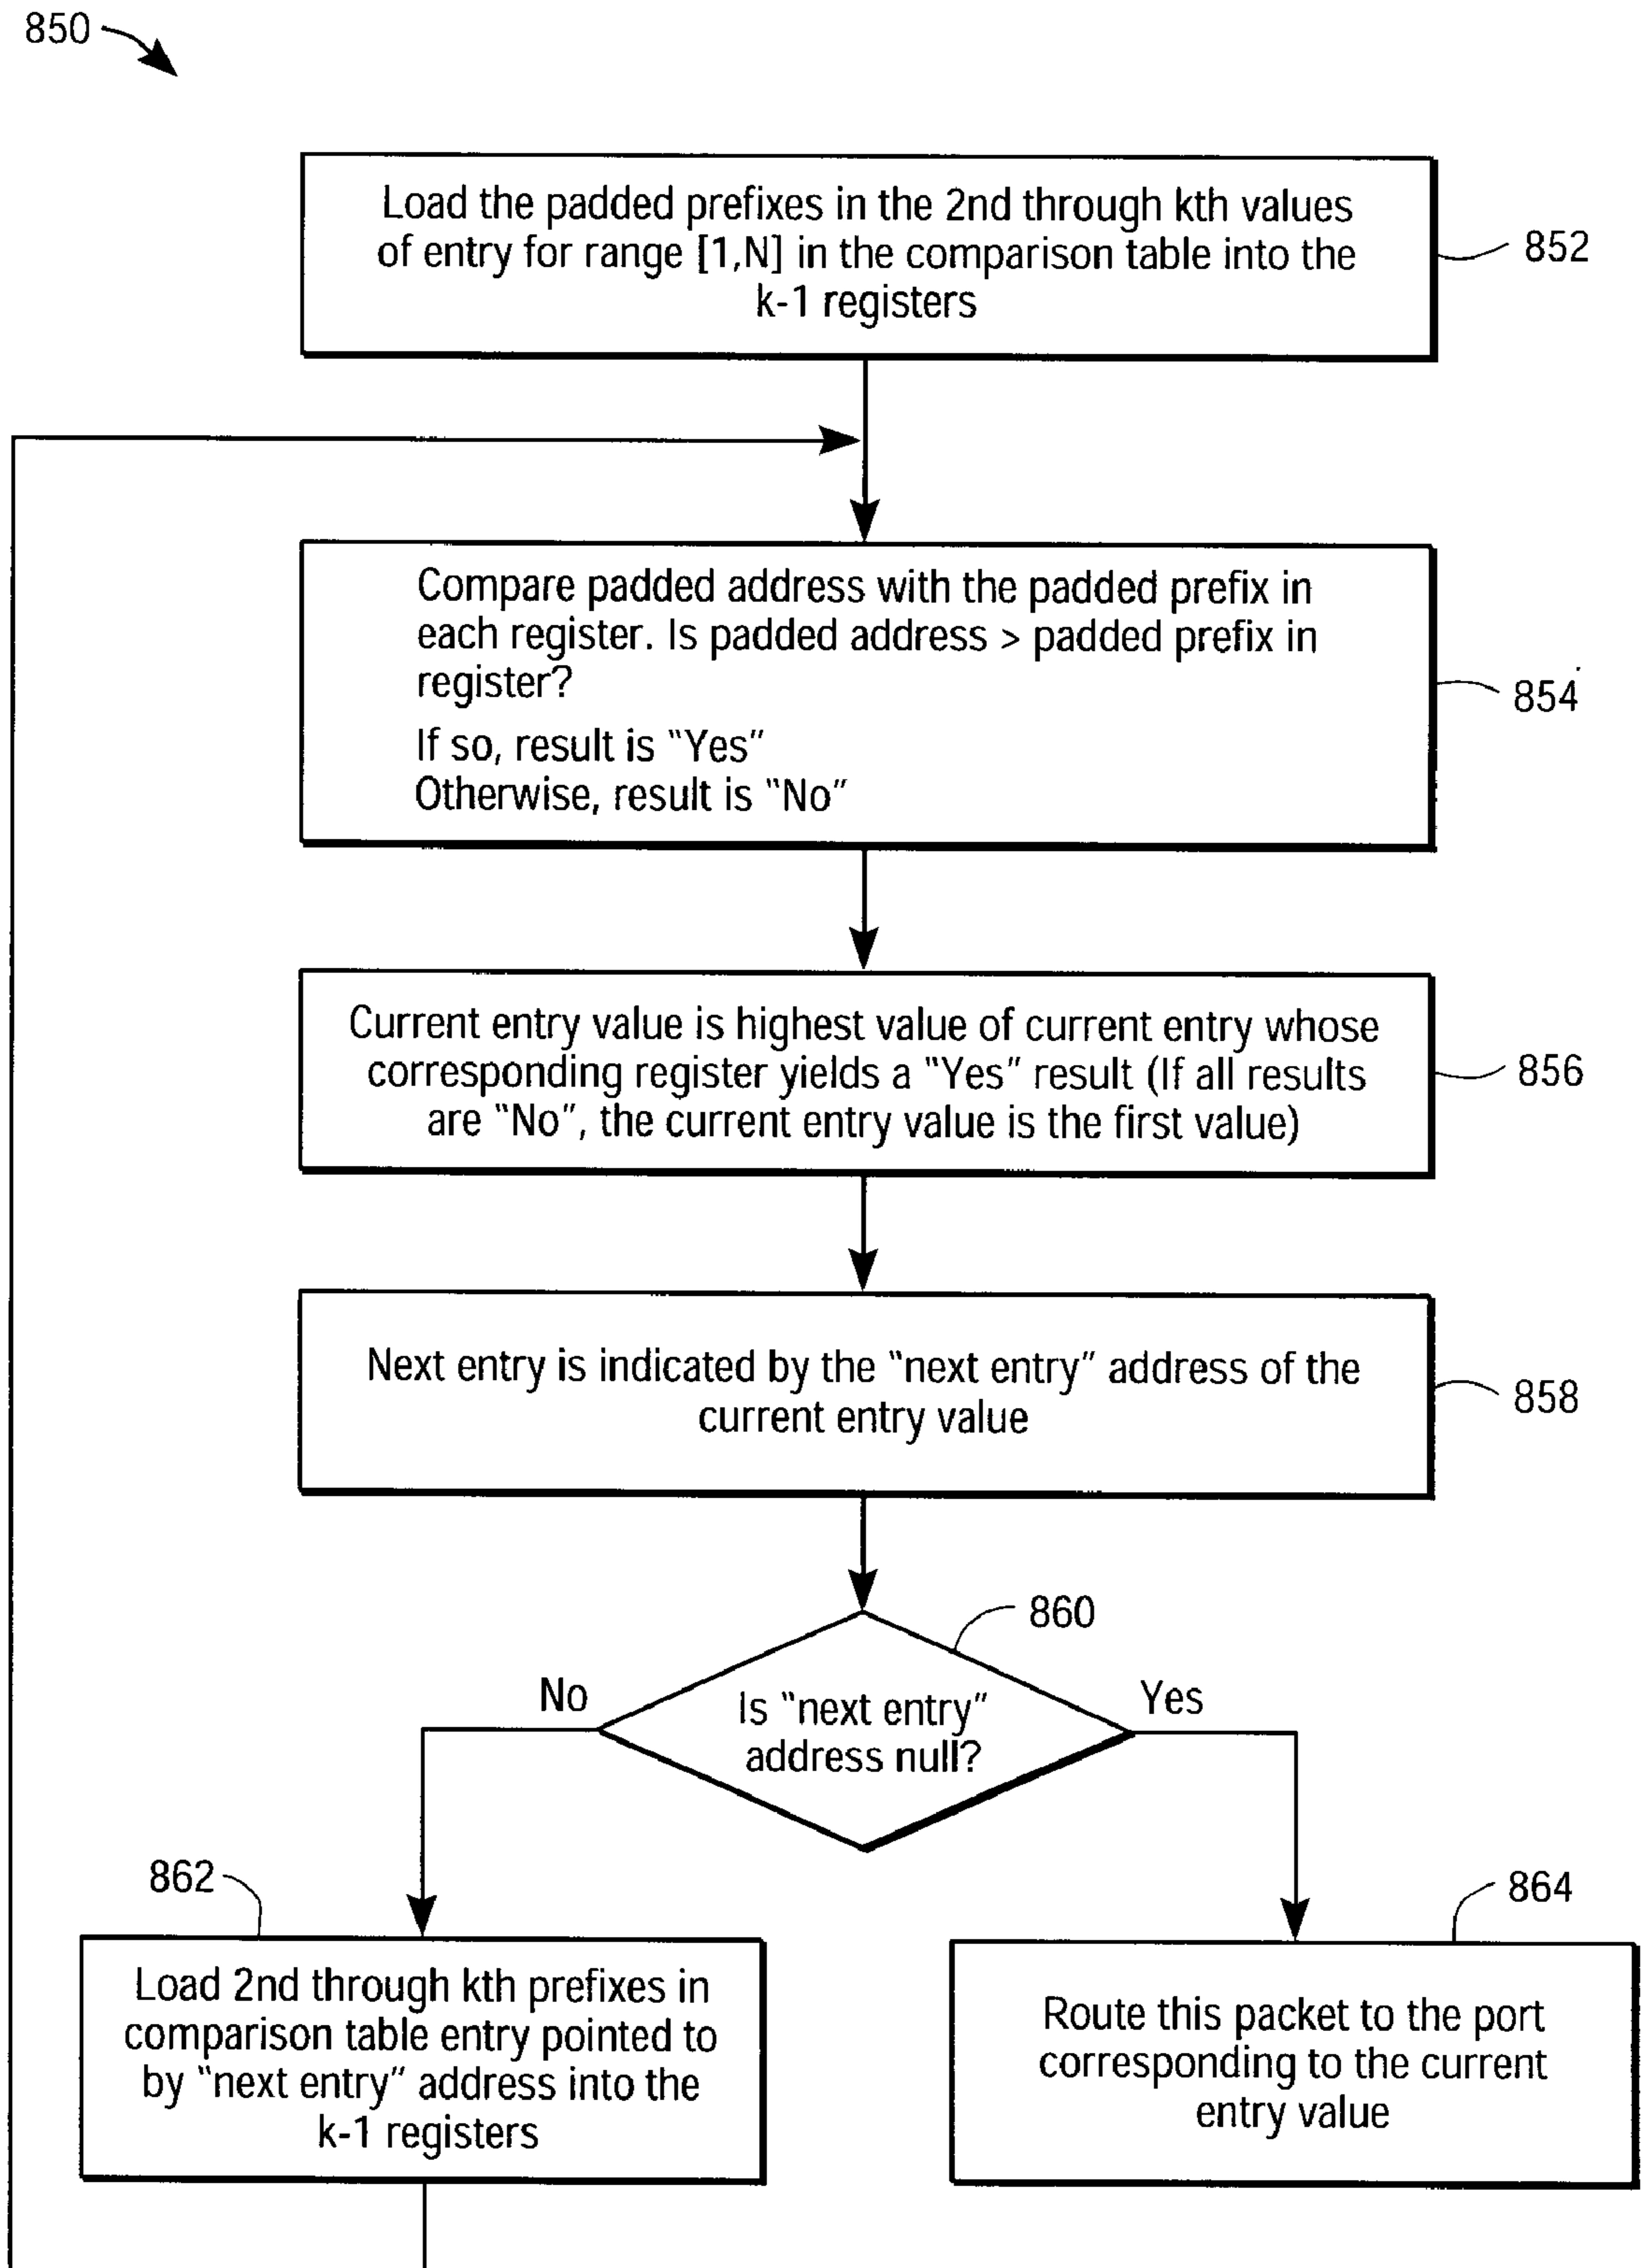 850
Load the padded prefixes in the 2nd through kth values
of entry for range [1,N] in the comparison table into the
k-1 registers
852
Compare padded address with the padded prefix in
each register. Is padded address > padded prefix in
register?
If so, result is "Yes"
Otherwise, result is "No"
854
Current entry value is highest value of current entry whose
corresponding register yields a "Yes" result (If all results
are "No", the current entry value is the first value)
856
Next entry is indicated by the "next entry" address of the
current entry value
858
860
No
Is "next entry"
address null?
Yes
862
Load 2nd through kth prefixes in
comparison table entry pointed to
by "next entry" address into the
k-1 registers
864
Route this packet to the port
corresponding to the current
entry value